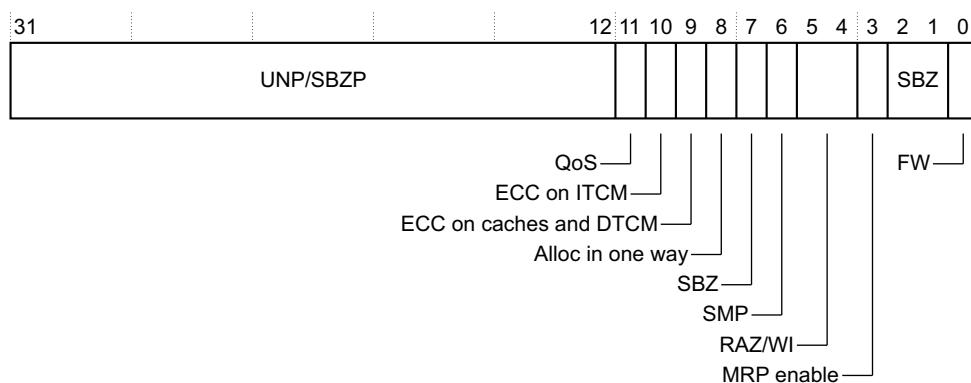 31 12 11 10 9 8 7 6 5 4 3 2 1 0
UNP/SBZP SBZ
QoS FW
ECC on ITCM
ECC on caches and DTCM
Alloc in one way
SBZ
SMP
RAZ/WI
MRP enable